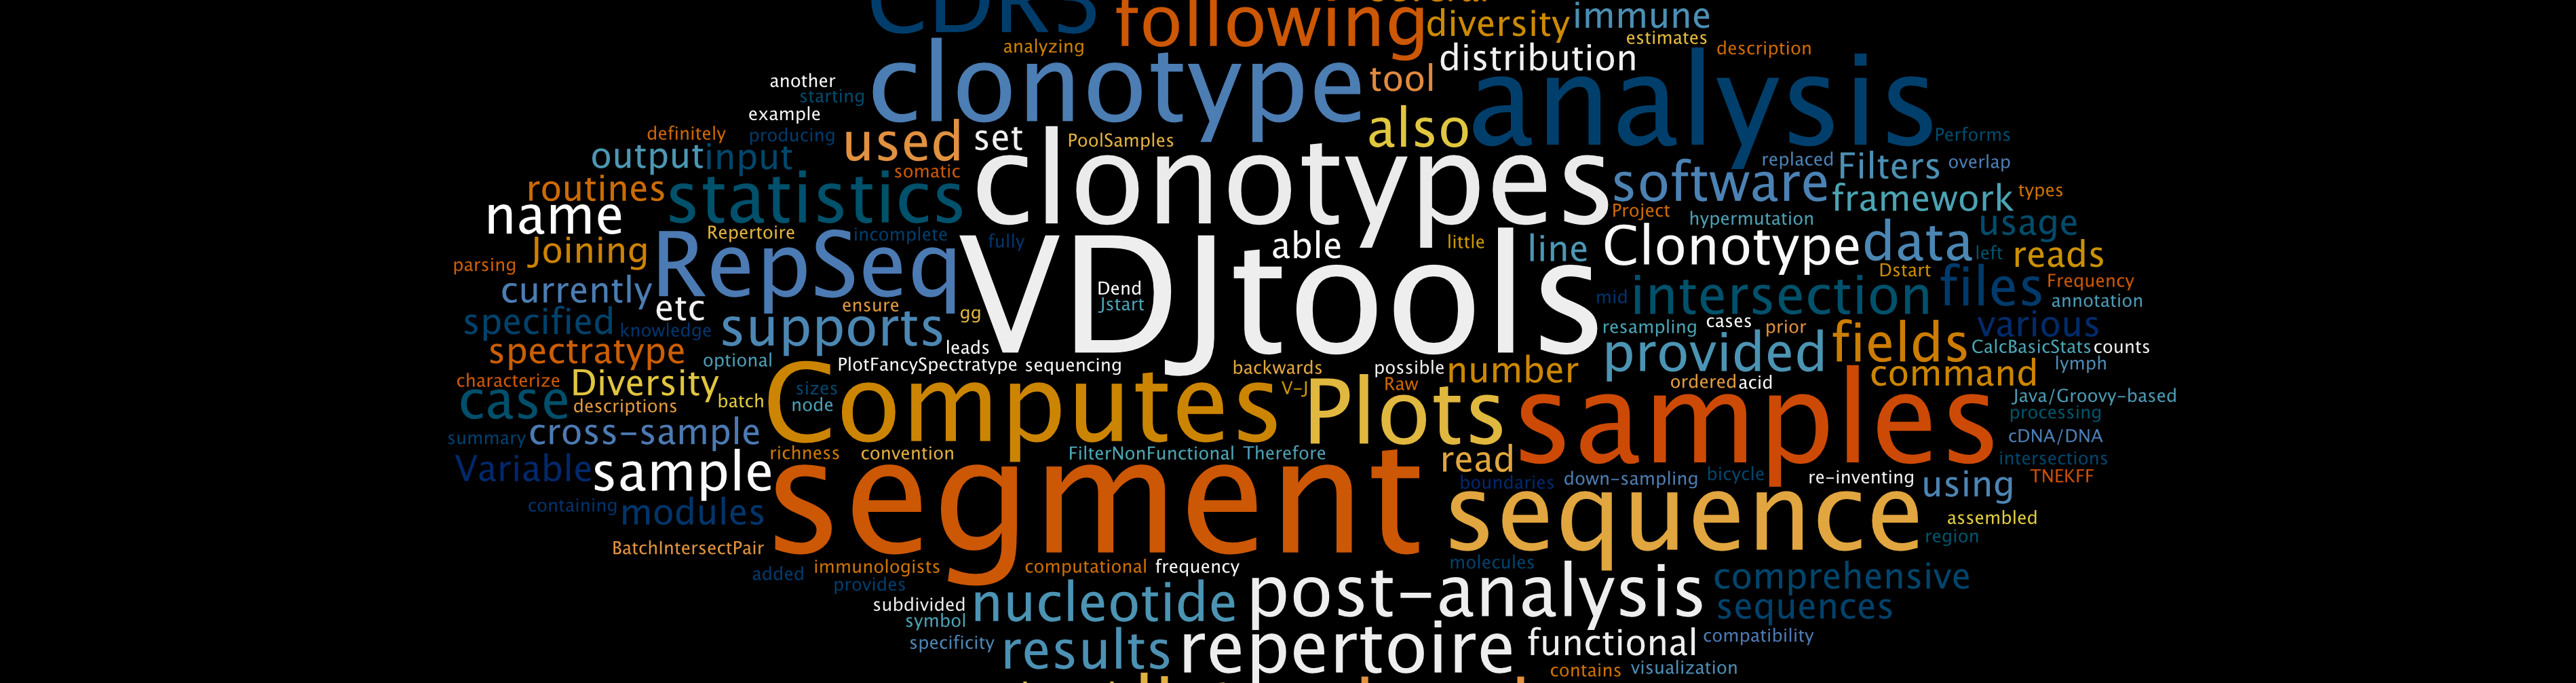 CDR3 following diversity immune
analyzing estimates description
clonotype tool distribution analysis
another
starting
example
definitely producing used set PoolSamples also Performs
output input somatic clonotypes software replaced Filters overlap
routines statistics framework types
name Repertoire incomplete fully able little line Project hypermutation usage
Joining RepSeq VDJtools Clonotype data left reads
parsing Dstart
currently etc ensure gg Dend mid intersection files Frequency
Jstart annotation
specified knowledge supports leads resampling cases prior various
spectratype optional PlotFancySpectratype sequencing backwards possible number provided fields CalcBasicStats counts
characterize Diversity batch sizes Computes V-J Plots Raw ordered acid command lymph
case descriptions node samples Java/Groovy-based
processing
summary cross-sample cDNA/DNA
richness convention FilterNonFunctional Therefore read intersections
Variable sample segment boundaries down-sampling bicycle re-inventing using TNEKFF
containing modules sequence assembled
region
BatchIntersectPair
added immunologists computational frequency molecules
provides post-analysis comprehensive
subdivided nucleotide sequences
symbol
specificity results repertoire functional compatibility
contains visualization